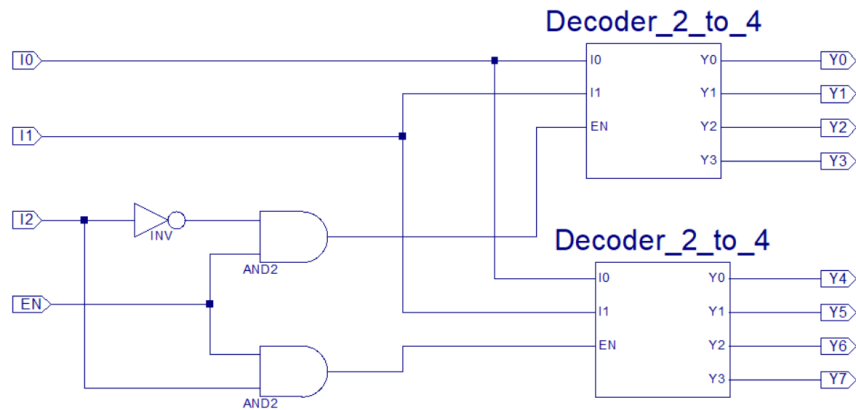 Decoder_2_to_4
I0
I0
Y0
Y0
I1
Y1
Y1
I1
EN
Y2
Y2
Y3
Y3
I2
INV
AND2
Decoder_2_to_4
I0
Y0
Y4
EN
I1
Y1
Y5
EN
Y2
Y6
Y3
Y7
AND2